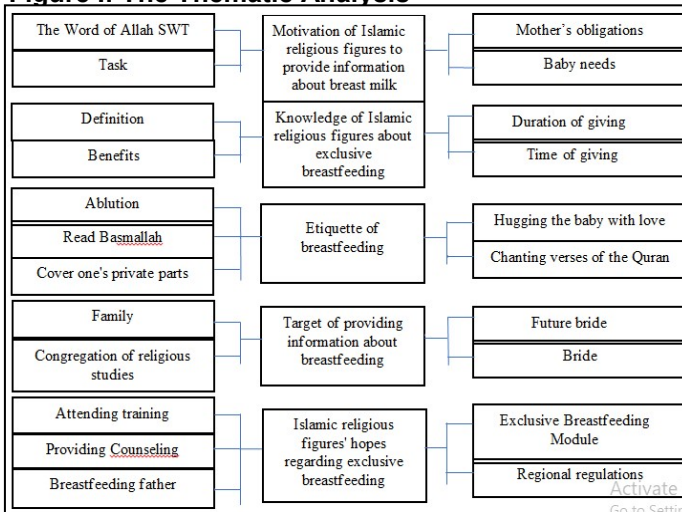 Figure I. The Thematic Analysis
The Word of Allah SWT
Task
Motivation of Islamic
religious figures to
provide information
about breast milk
Mother's obligations
Baby needs
Definition
Benefits
Knowledge of Islamic
religious figures about
exclusive
breastfeeding
Duration of giving
Time of giving
Ablution
Read Basmallah
Cover one's private parts
Etiquette of
breastfeeding
Hugging the baby with love
Chanting verses of the Quran
Family
Congregation of religious
studies
Target of providing
information about
breastfeeding
Future bride
Bride
Attending training
Providing Counseling
Breastfeeding father
Islamic religious
figures' hopes
regarding exclusive
breastfeeding
Exclusive Breastfeeding
Module
Regional regulations
Activate
Go to Settin